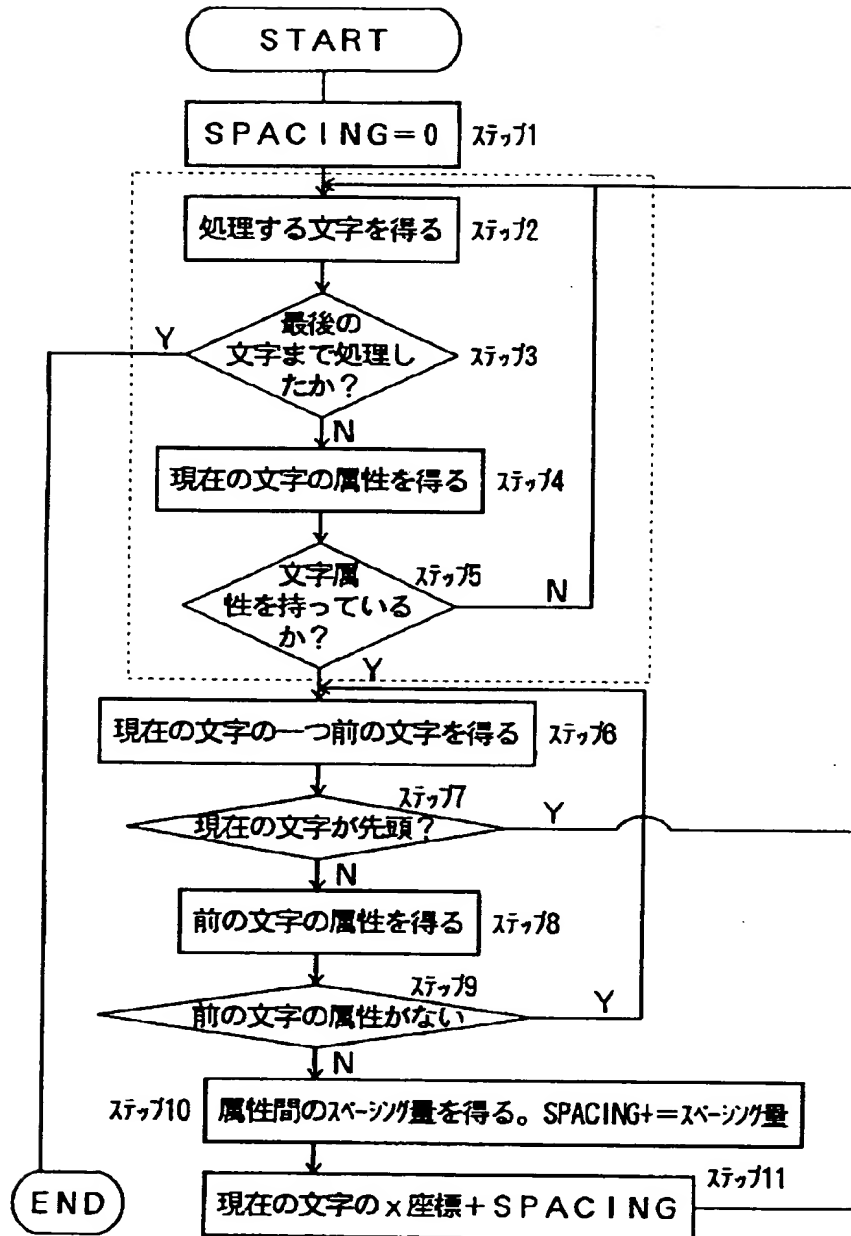 START
SPACING=0 ステップ1
処理する文字を得る ステップ2
最後の
文字まで処理し
たか?
ステップ3
Y
N
現在の文字の属性を得る ステップ4
文字属
性を持っている
か?
ステップ5
N
Y
現在の文字の一つ前の文字を得る ステップ6
ステップ7
現在の文字が先頭?
Y
N
前の文字の属性を得る ステップ8
ステップ9
前の文字の属性がない
Y
N
ステップ10 属性間のスペーシング量を得る。SPACING+=スペーシング量
ステップ11
現在の文字のx座標+SPACING
END